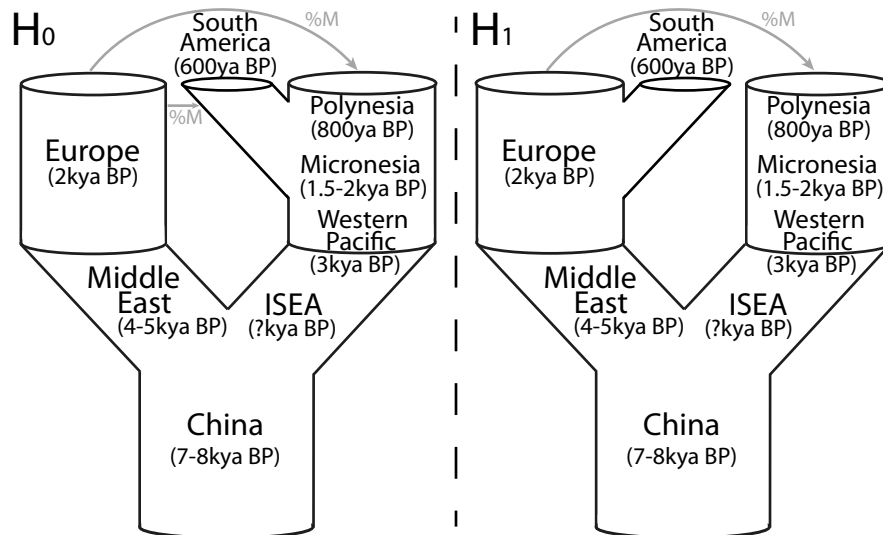 H0
%M
South
America
(600ya BP)
%M
Europe
(2kya BP)
Polynesia
(800ya BP)
Micronesia
(1.5-2kya BP)
Western
Pacific
(3kya BP)
Middle
East
(4-5kya BP)
ISEA
(?kya BP)
China
(7-8kya BP)
H1
%M
South
America
(600ya BP)
Europe
(2kya BP)
Polynesia
(800ya BP)
Micronesia
(1.5-2kya BP)
Western
Pacific
(3kya BP)
Middle
East
(4-5kya BP)
ISEA
(?kya BP)
China
(7-8kya BP)